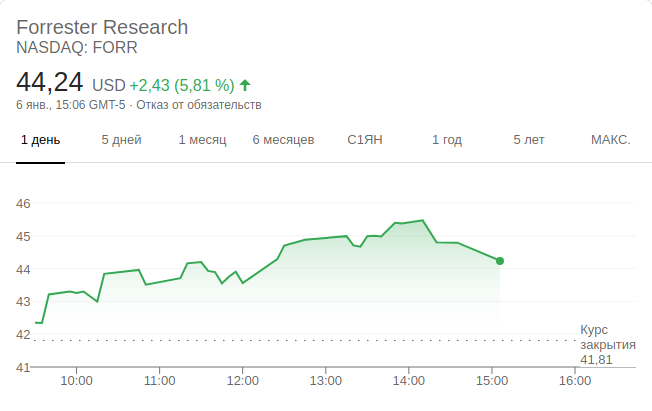 Forrester Research
NASDAQ: FORR
44,24 USD +2,43 (5,81 %)
6 янв., 15:06 GMT-5 · Отказ от обязательств
1 день 5 дней 1 месяц 6 месяцев С1ЯН 1 год 5 лет МАКС.
46
45
44
43
42
41
Курс
закрытия
41,81
10:00 11:00 12:00 13:00 14:00 15:00 16:00